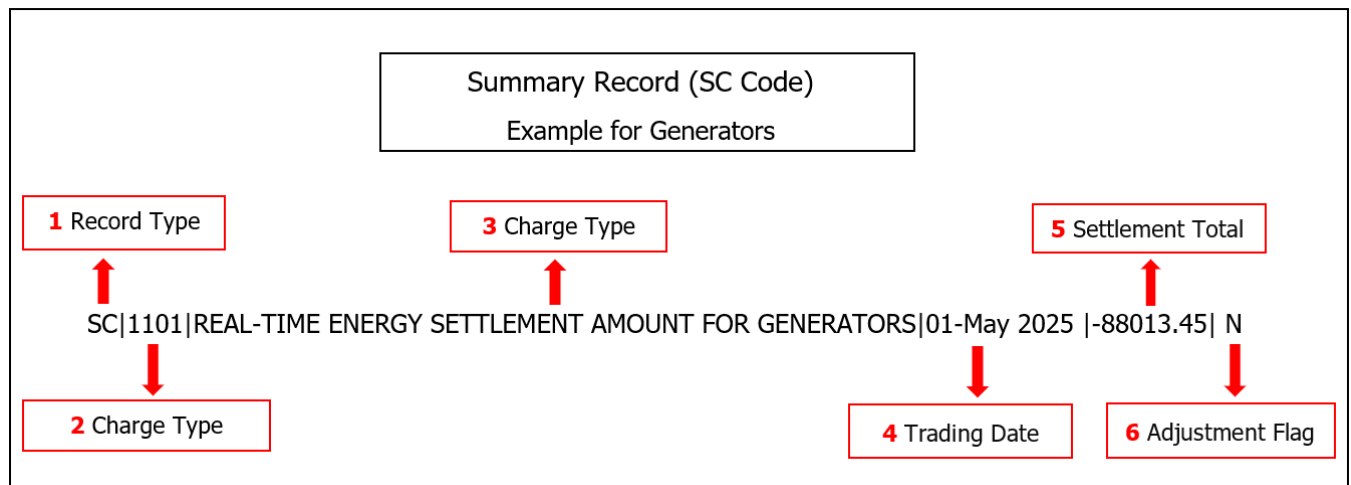 Summary Record (SC Code)
Example for Generators
1 Record Type
3 Charge Type
5 Settlement Total
SC|1101|REAL-TIME ENERGY SETTLEMENT AMOUNT FOR GENERATORS|01-May 2025 |-88013.45| N
2 Charge Type
4 Trading Date
6 Adjustment Flag